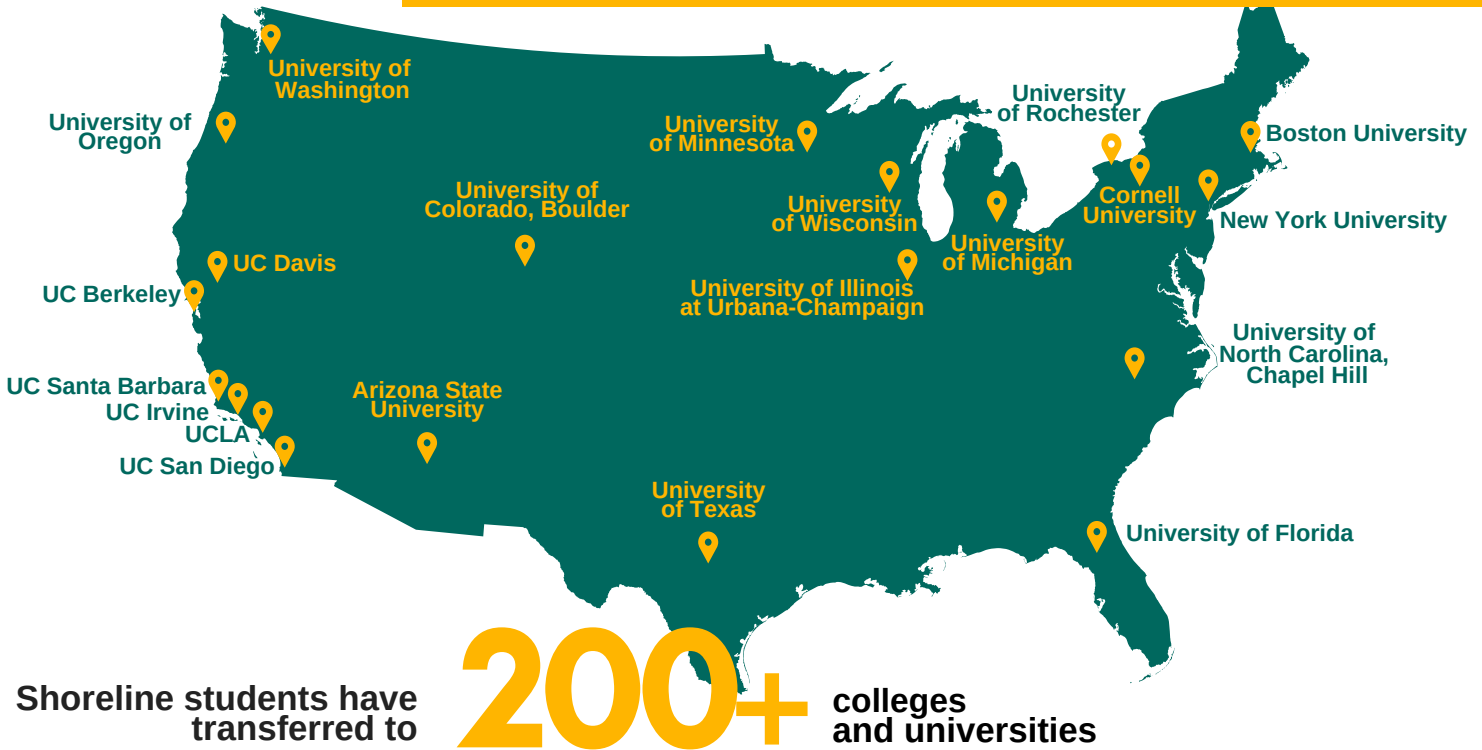 University of
Washington
University of
Oregon
University
of Minnesota
University
of Rochester
Boston University
University of
Colorado, Boulder
University
of Wisconsin
Cornell
University
New York University
UC Davis
University
of Michigan
UC Berkeley
University of Illinois
at Urbana-Champaign
University of
North Carolina,
Chapel Hill
UC Santa Barbara
UC Irvine
UCLA
UC San Diego
Arizona State
University
University
of Texas
University of Florida
Shoreline students have
transferred to
200+
colleges
and universities